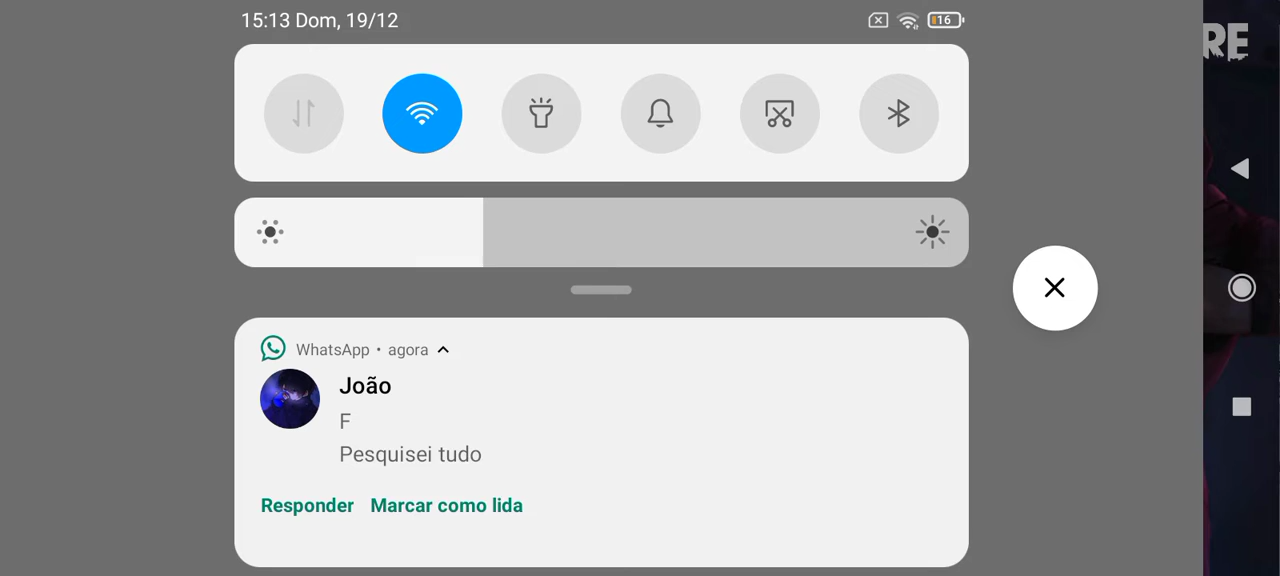 15:13 Dom, 19/12
16
RE
WhatsApp • agora
João
F
Pesquisei tudo
Responder Marcar como lida